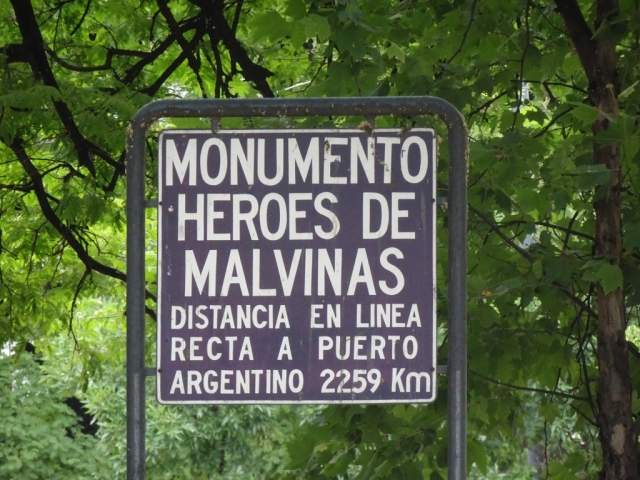 MONUMENTO
HEROES DE
MALVINAS
DISTANCIA EN LINEA
RECTA A PUERTO
ARGENTINO 2259 Km